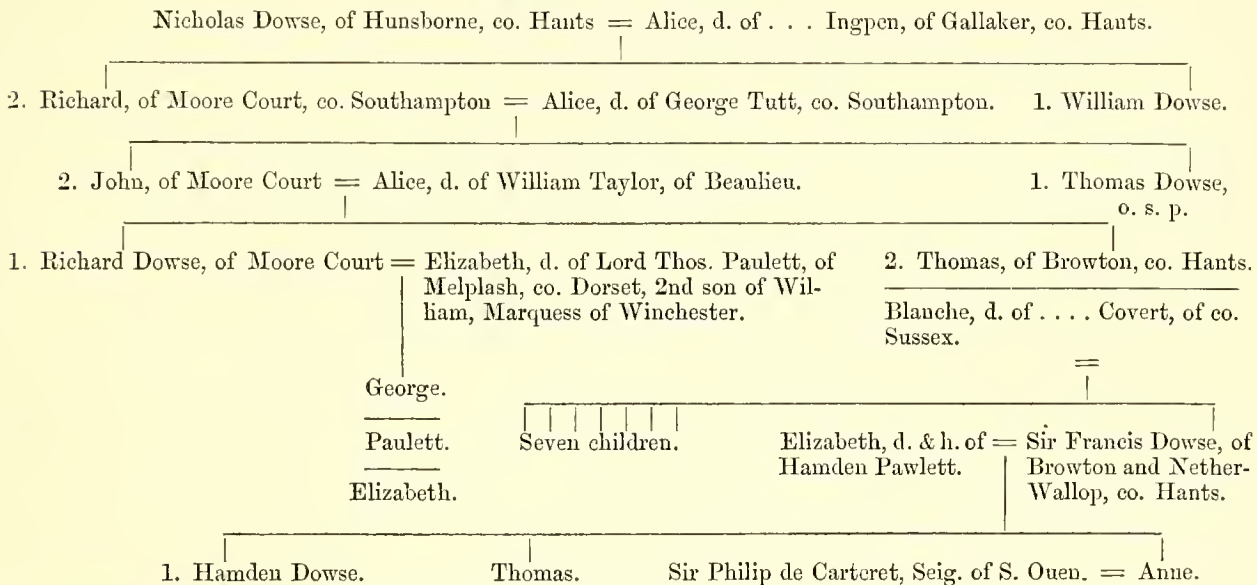 Nicholas Dowse, of Hunsborne, co. Hants = Alice, d. of . . . Ingpen, of Gallaker, co. Hants.
2. Richard, of Moore Court, co. Southampton = Alice, d. of George Tutt, co. Southampton. 1. William Dowse.
2. John, of Moore Court = Alice, d. of William Taylor, of Beaulieu. 1. Thomas Dowse,
o. s. p.
1. Richard Dowse, of Moore Court = Elizabeth, d. of Lord Thos. Paulett, of
Melplash, co. Dorset, 2nd son of Wil-
liam, Marquess of Winchester.
2. Thomas, of Browton, co. Hants.
Blanche, d. of . . . . Covert, of co.
Sussex.
=
George.
Paulett.
Elizabeth.
Seven children.
Elizabeth, d. & h. of = Sir Francis Dowse, of
Hamden Pawlett. Browton and Nether-
Wallop, co. Hants.
1. Hamden Dowse. Thomas. Sir Philip de Carteret, Seig. of S. Ouen. = Anne.